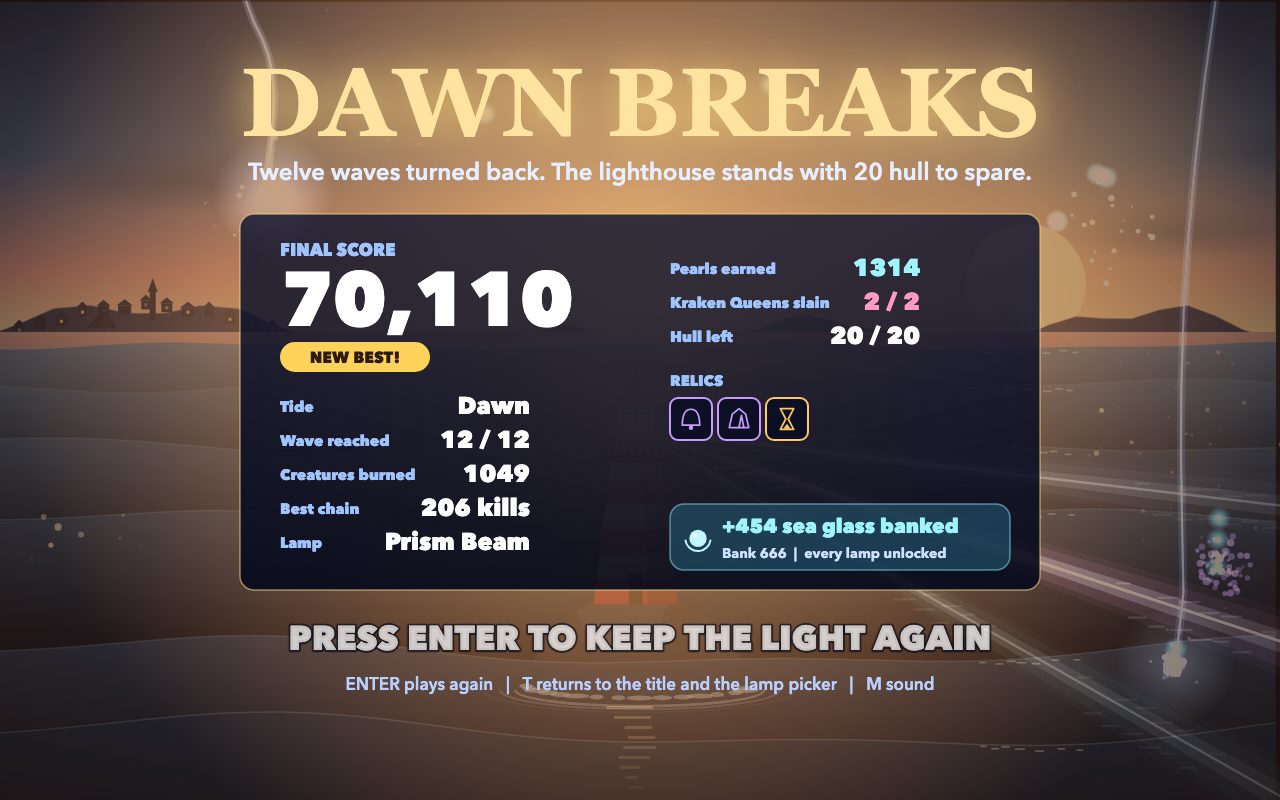 DAWN BREAKS
Twelve waves turned back. The lighthouse stands with 20 hull to spare.
FINAL SCORE
70,110
NEW BEST!
Tide Dawn
Wave reached 12 / 12
Creatures burned 1049
Best chain 206 kills
Lamp Prism Beam
Pearls earned 1314
Kraken Queens slain 2 / 2
Hull left 20 / 20
RELICS
+454 sea glass banked
Bank 666 | every lamp unlocked
PRESS ENTER TO KEEP THE LIGHT AGAIN
ENTER plays again | T returns to the title and the lamp picker | M sound